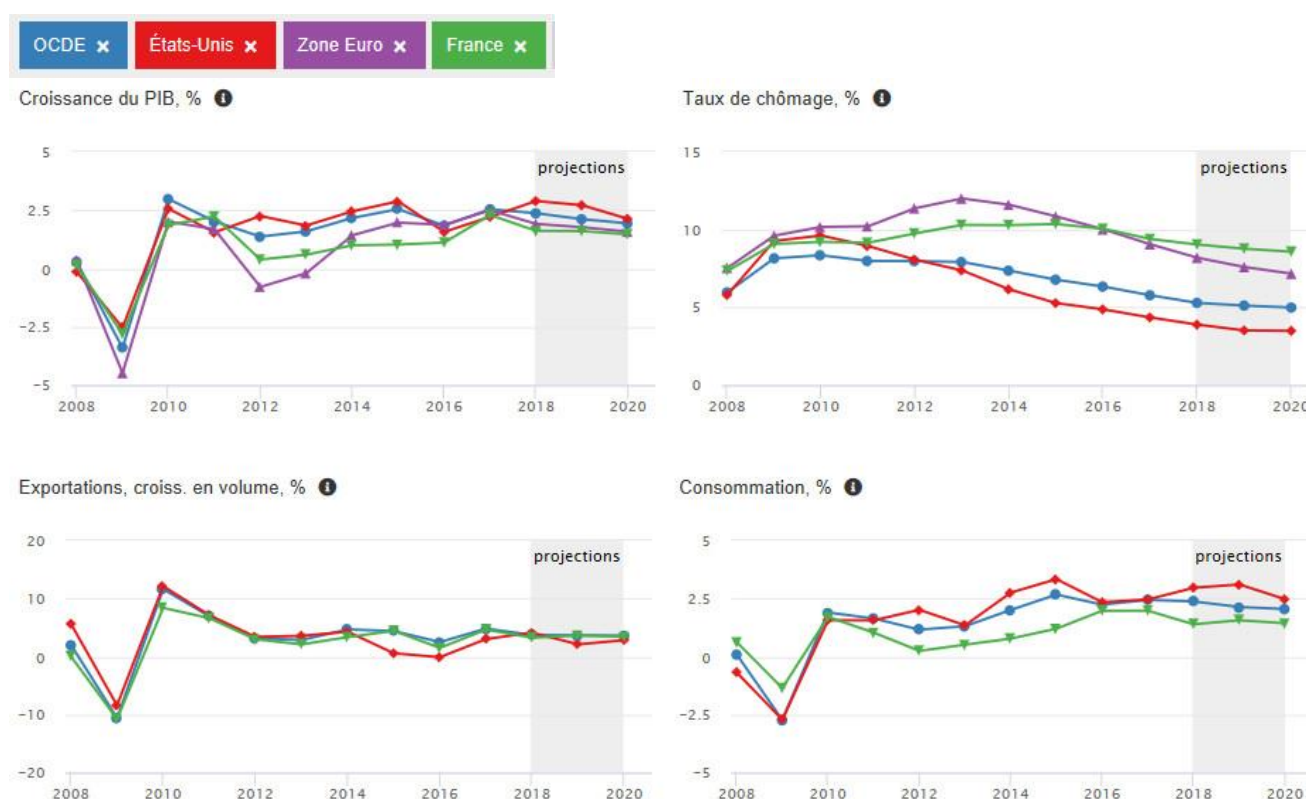 OCDE × États-Unis × Zone Euro × France ×
Croissance du PIB, %
5
2.5
0
−2.5
−5
projections
2008 2010 2012 2014 2016 2018 2020
Taux de chômage, %
15
10
5
0
projections
2008 2010 2012 2014 2016 2018 2020
Exportations, croiss. en volume, %
20
10
0
−10
−20
projections
2008 2010 2012 2014 2016 2018 2020
Consommation, %
5
2.5
0
−2.5
−5
projections
2008 2010 2012 2014 2016 2018 2020